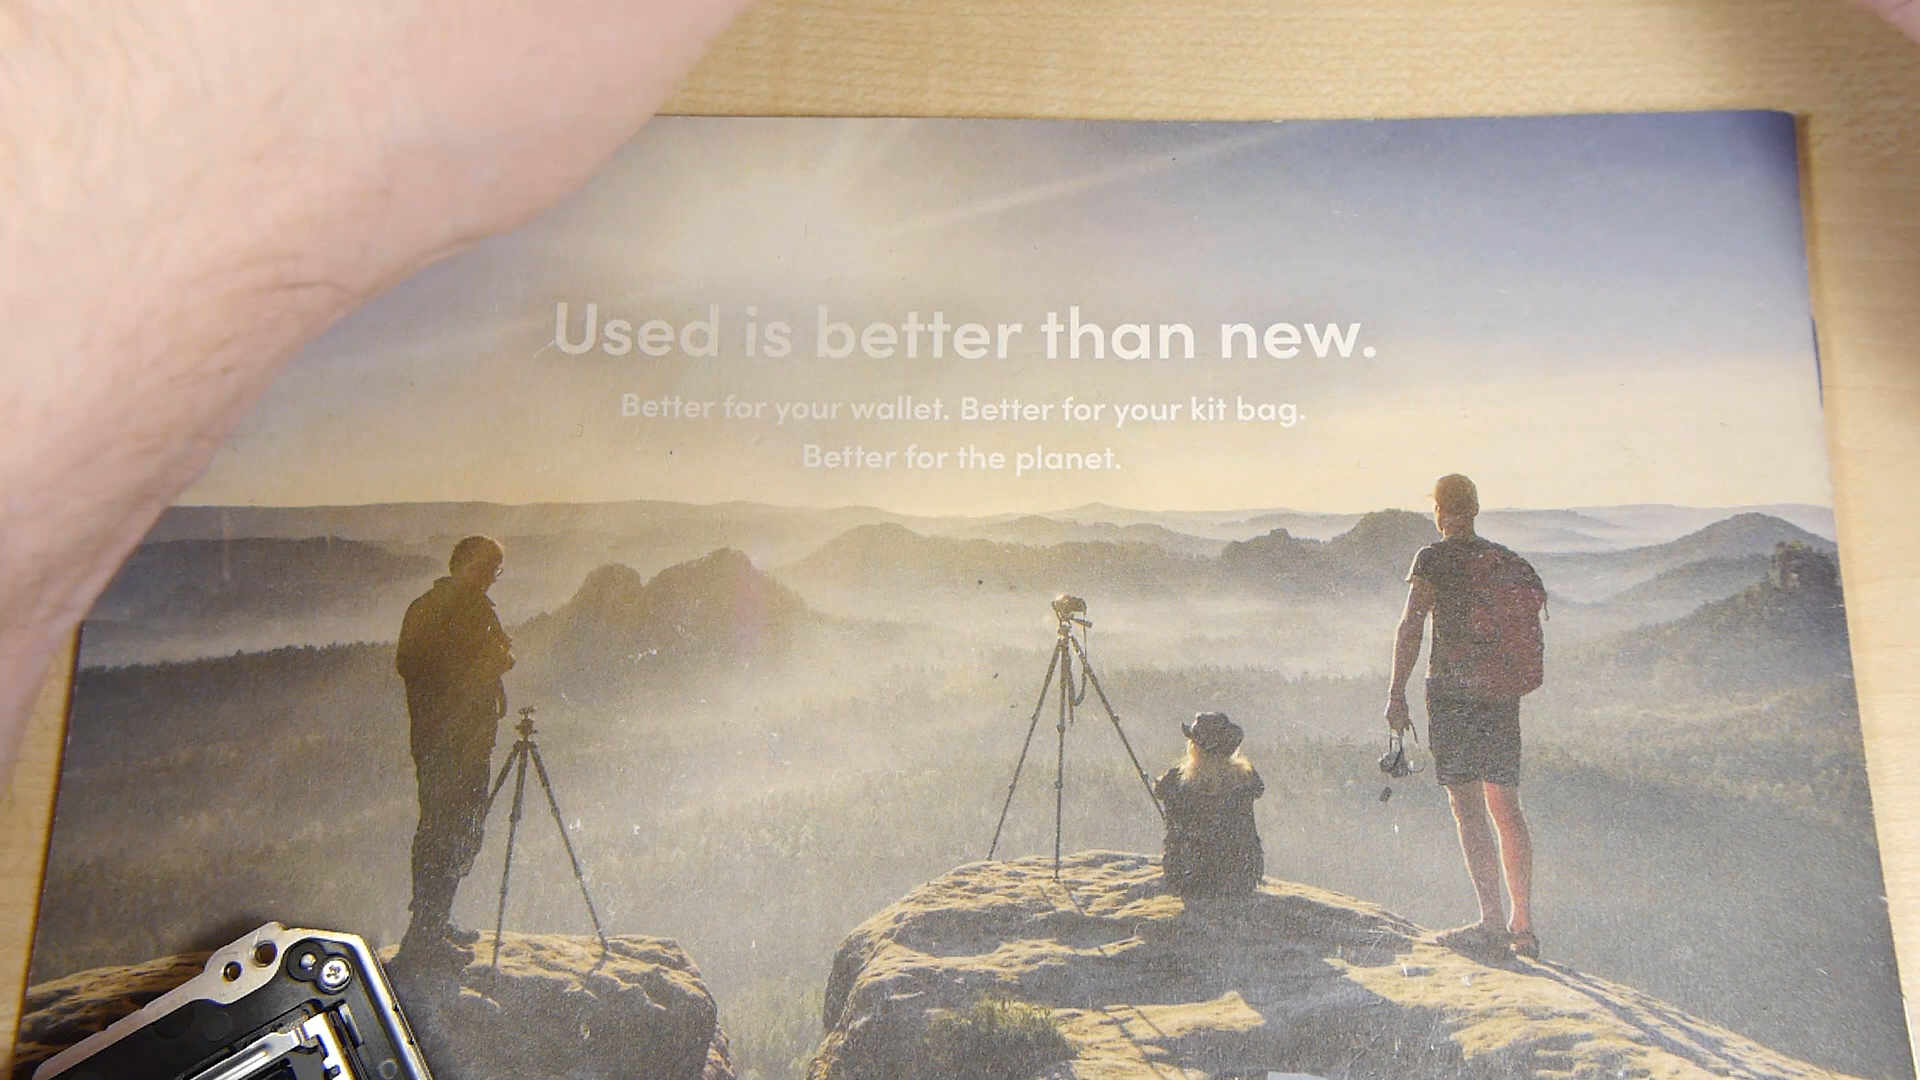 Used is better than new.
Better for your wallet. Better for your kit bag.
Better for the planet.